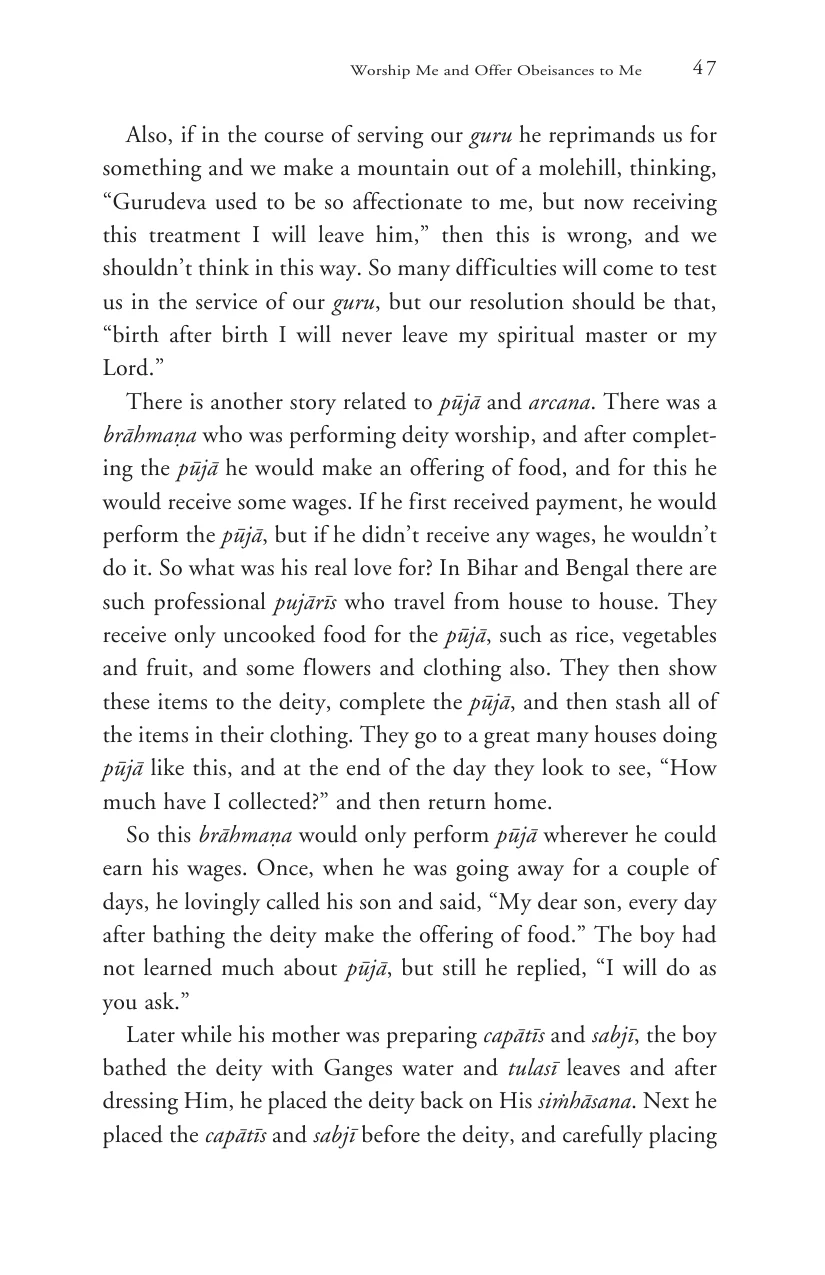 Worship Me and Offer Obeisances to Me 47
Also, if in the course of serving our guru he reprimands us for
something and we make a mountain out of a molehill, thinking,
“Gurudeva used to be so affectionate to me, but now receiving
this treatment I will leave him,” then this is wrong, and we
shouldn’t think in this way. So many difficulties will come to test
us in the service of our guru, but our resolution should be that,
“birth after birth I will never leave my spiritual master or my
Lord.”
There is another story related to pūjā and arcana. There was a
brāhmaṇa who was performing deity worship, and after complet-
ing the pūjā he would make an offering of food, and for this he
would receive some wages. If he first received payment, he would
perform the pūjā, but if he didn’t receive any wages, he wouldn’t
do it. So what was his real love for? In Bihar and Bengal there are
such professional pujārīs who travel from house to house. They
receive only uncooked food for the pūjā, such as rice, vegetables
and fruit, and some flowers and clothing also. They then show
these items to the deity, complete the pūjā, and then stash all of
the items in their clothing. They go to a great many houses doing
pūjā like this, and at the end of the day they look to see, “How
much have I collected?” and then return home.
So this brāhmaṇa would only perform pūjā wherever he could
earn his wages. Once, when he was going away for a couple of
days, he lovingly called his son and said, “My dear son, every day
after bathing the deity make the offering of food.” The boy had
not learned much about pūjā, but still he replied, “I will do as
you ask.”
Later while his mother was preparing capātīs and sabjī, the boy
bathed the deity with Ganges water and tulasī leaves and after
dressing Him, he placed the deity back on His siṁhāsana. Next he
placed the capātīs and sabjī before the deity, and carefully placing